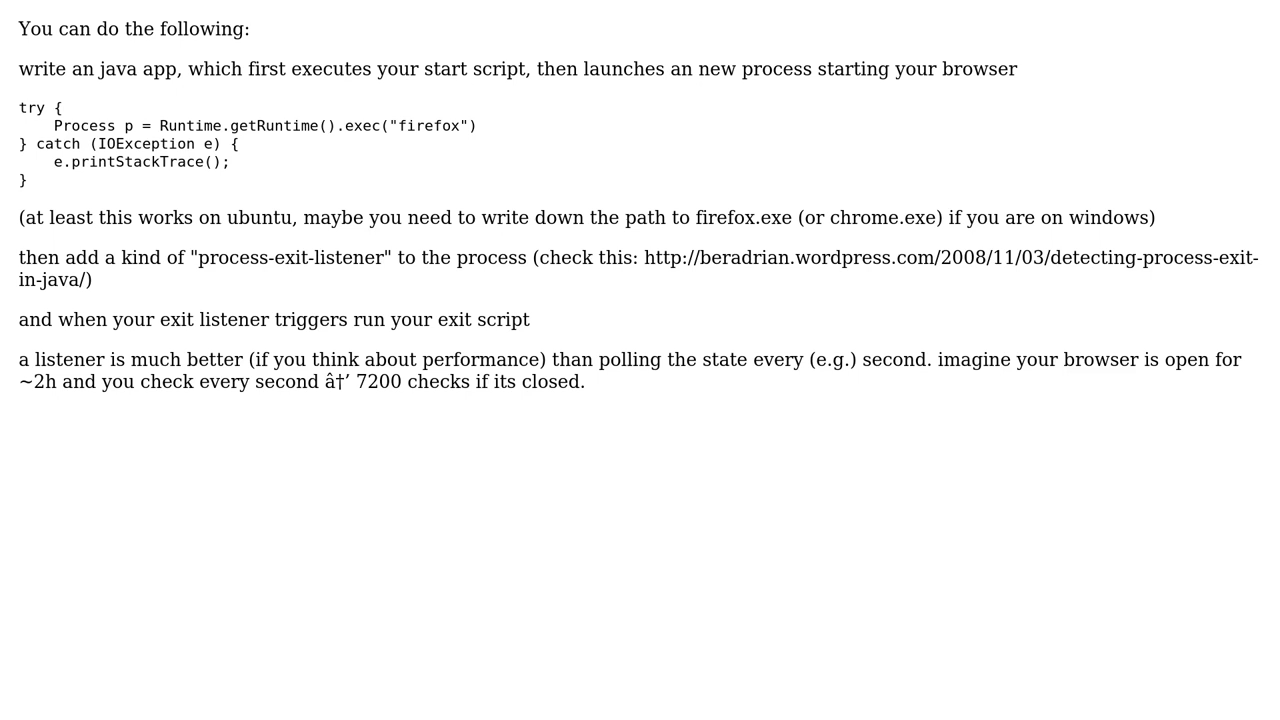 You can do the following:
write an java app, which first executes your start script, then launches an new process starting your browser
try {
    Process p = Runtime.getRuntime().exec("firefox")
} catch (IOException e) {
    e.printStackTrace();
}
(at least this works on ubuntu, maybe you need to write down the path to firefox.exe (or chrome.exe) if you are on windows)
then add a kind of "process-exit-listener" to the process (check this: http://beradrian.wordpress.com/2008/11/03/detecting-process-exit-
in-java/)
and when your exit listener triggers run your exit script
a listener is much better (if you think about performance) than polling the state every (e.g.) second. imagine your browser is open for
~2h and you check every second â†’ 7200 checks if its closed.